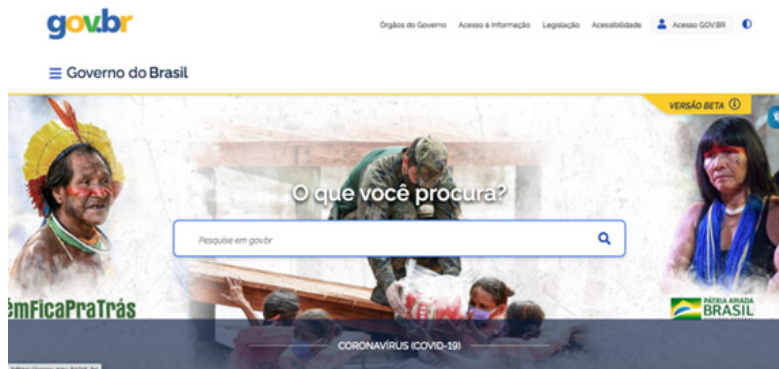 gov.br
Órgãos do Governo Acesso à Informação Legislação Acessibilidade Acesso GOV.BR
Governo do Brasil
VERSÃO BETA
O que você procura?
Pesquise em gov.br
êmFicaPraTrás
PÁTRIA AMADA
BRASIL
CORONAVÍRUS (COVID-19)